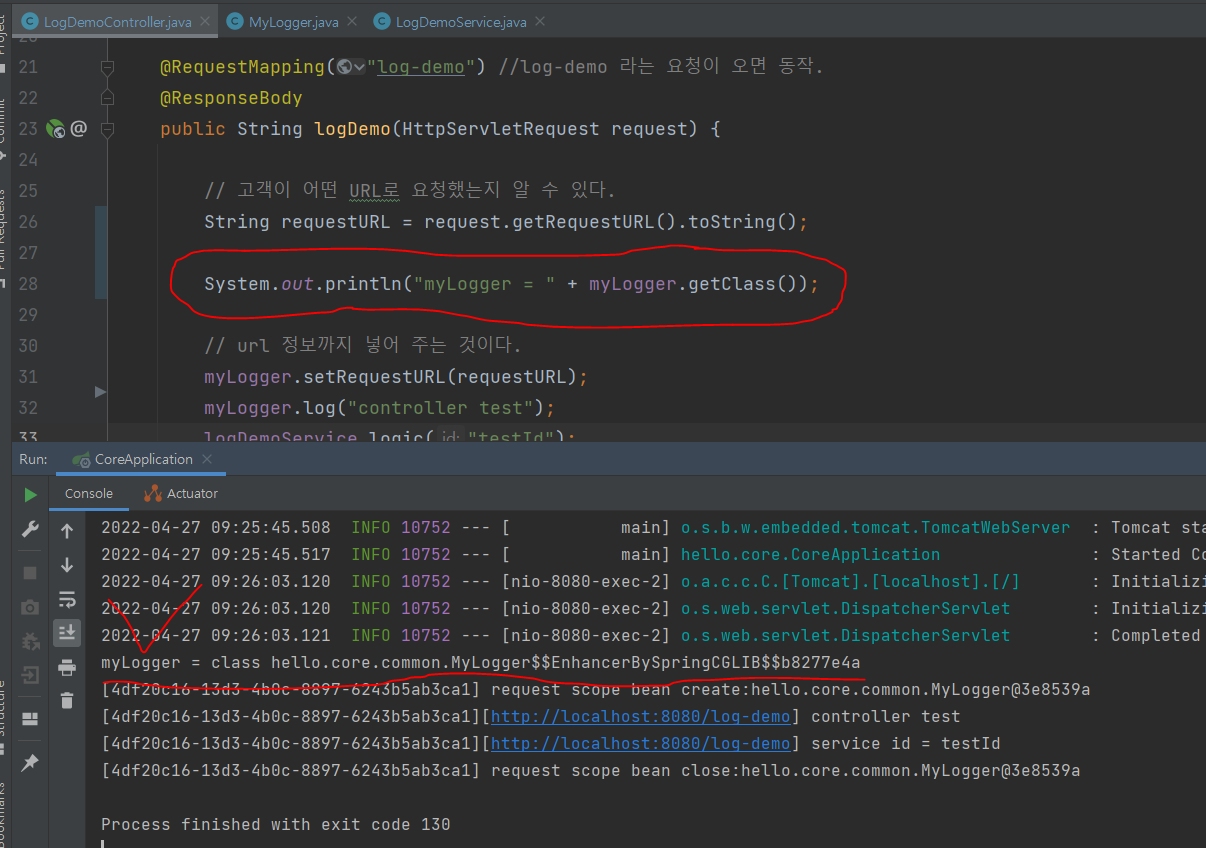 LogDemoController.java MyLogger.java LogDemoService.java
21 @RequestMapping("log-demo") //log-demo 라는 요청이 오면 동작.
22 @ResponseBody
23 public String logDemo(HttpServletRequest request) {
24
25 // 고객이 어떤 URL로 요청했는지 알 수 있다.
26 String requestURL = request.getRequestURL().toString();
27
28 System.out.println("myLogger = " + myLogger.getClass());
29
30 // url 정보까지 넣어 주는 것이다.
31 myLogger.setRequestURL(requestURL);
32 myLogger.log("controller test");
33 logDemoService.logic( id: "testId");
Run: CoreApplication
Console Actuator
2022-04-27 09:25:45.508 INFO 10752 --- [ main] o.s.b.w.embedded.tomcat.TomcatWebServer : Tomcat sta
2022-04-27 09:25:45.517 INFO 10752 --- [ main] hello.core.CoreApplication : Started Co
2022-04-27 09:26:03.120 INFO 10752 --- [nio-8080-exec-2] o.a.c.c.C.[Tomcat].[localhost].[/] : Initializi
2022-04-27 09:26:03.120 INFO 10752 --- [nio-8080-exec-2] o.s.web.servlet.DispatcherServlet : Initializi
2022-04-27 09:26:03.121 INFO 10752 --- [nio-8080-exec-2] o.s.web.servlet.DispatcherServlet : Completed
myLogger = class hello.core.common.MyLogger$$EnhancerBySpringCGLIB$$b8277e4a
[4df20c16-13d3-4b0c-8897-6243b5ab3ca1] request scope bean create:hello.core.common.MyLogger@3e8539a
[4df20c16-13d3-4b0c-8897-6243b5ab3ca1][http://localhost:8080/log-demo] controller test
[4df20c16-13d3-4b0c-8897-6243b5ab3ca1][http://localhost:8080/log-demo] service id = testId
[4df20c16-13d3-4b0c-8897-6243b5ab3ca1] request scope bean close:hello.core.common.MyLogger@3e8539a
Process finished with exit code 130